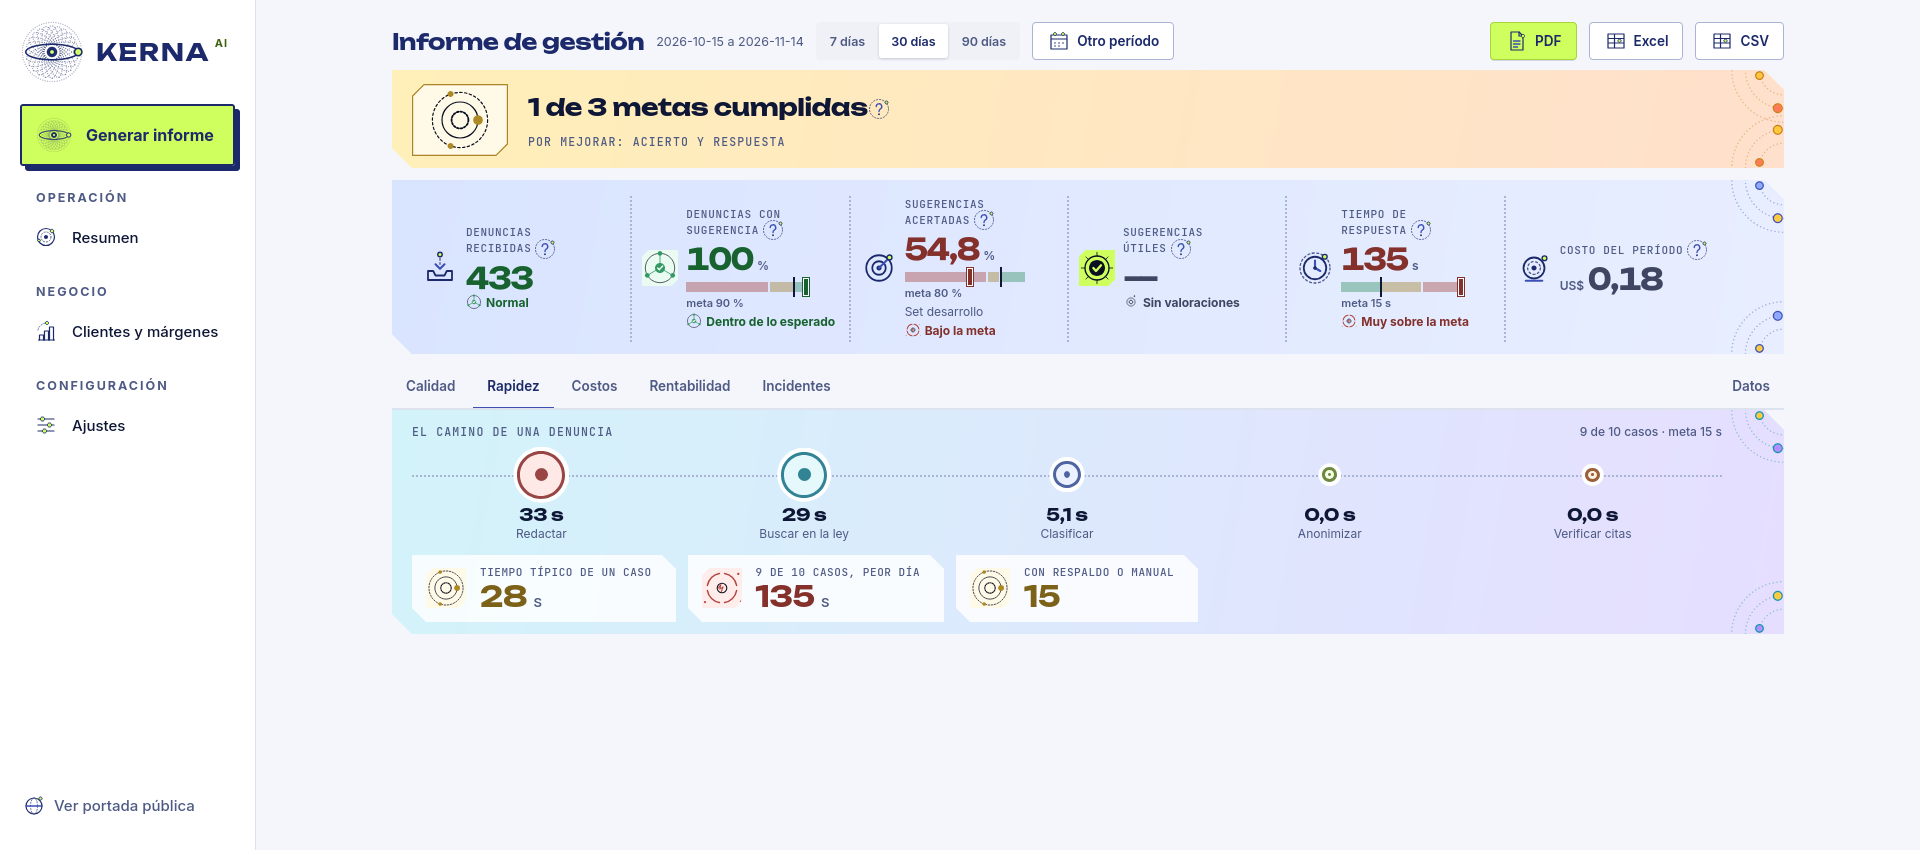 KERNA AI
Generar informe
OPERACIÓN
Resumen
NEGOCIO
Clientes y márgenes
CONFIGURACIÓN
Ajustes
Ver portada pública
Informe de gestión
2026-10-15 a 2026-11-14
7 días
30 días
90 días
Otro período
PDF
Excel
CSV
1 de 3 metas cumplidas ?
POR MEJORAR: ACIERTO Y RESPUESTA
DENUNCIAS
RECIBIDAS ?
433
Normal
DENUNCIAS CON
SUGERENCIA ?
100 %
meta 90 %
Dentro de lo esperado
SUGERENCIAS
ACERTADAS ?
54,8 %
meta 80 %
Set desarrollo
Bajo la meta
SUGERENCIAS
ÚTILES ?
—
Sin valoraciones
TIEMPO DE
RESPUESTA ?
135 s
meta 15 s
Muy sobre la meta
COSTO DEL PERÍODO ?
US$ 0,18
Calidad
Rapidez
Costos
Rentabilidad
Incidentes
Datos
EL CAMINO DE UNA DENUNCIA
9 de 10 casos · meta 15 s
33 s
Redactar
29 s
Buscar en la ley
5,1 s
Clasificar
0,0 s
Anonimizar
0,0 s
Verificar citas
TIEMPO TÍPICO DE UN CASO
28 s
9 DE 10 CASOS, PEOR DÍA
135 s
CON RESPALDO O MANUAL
15